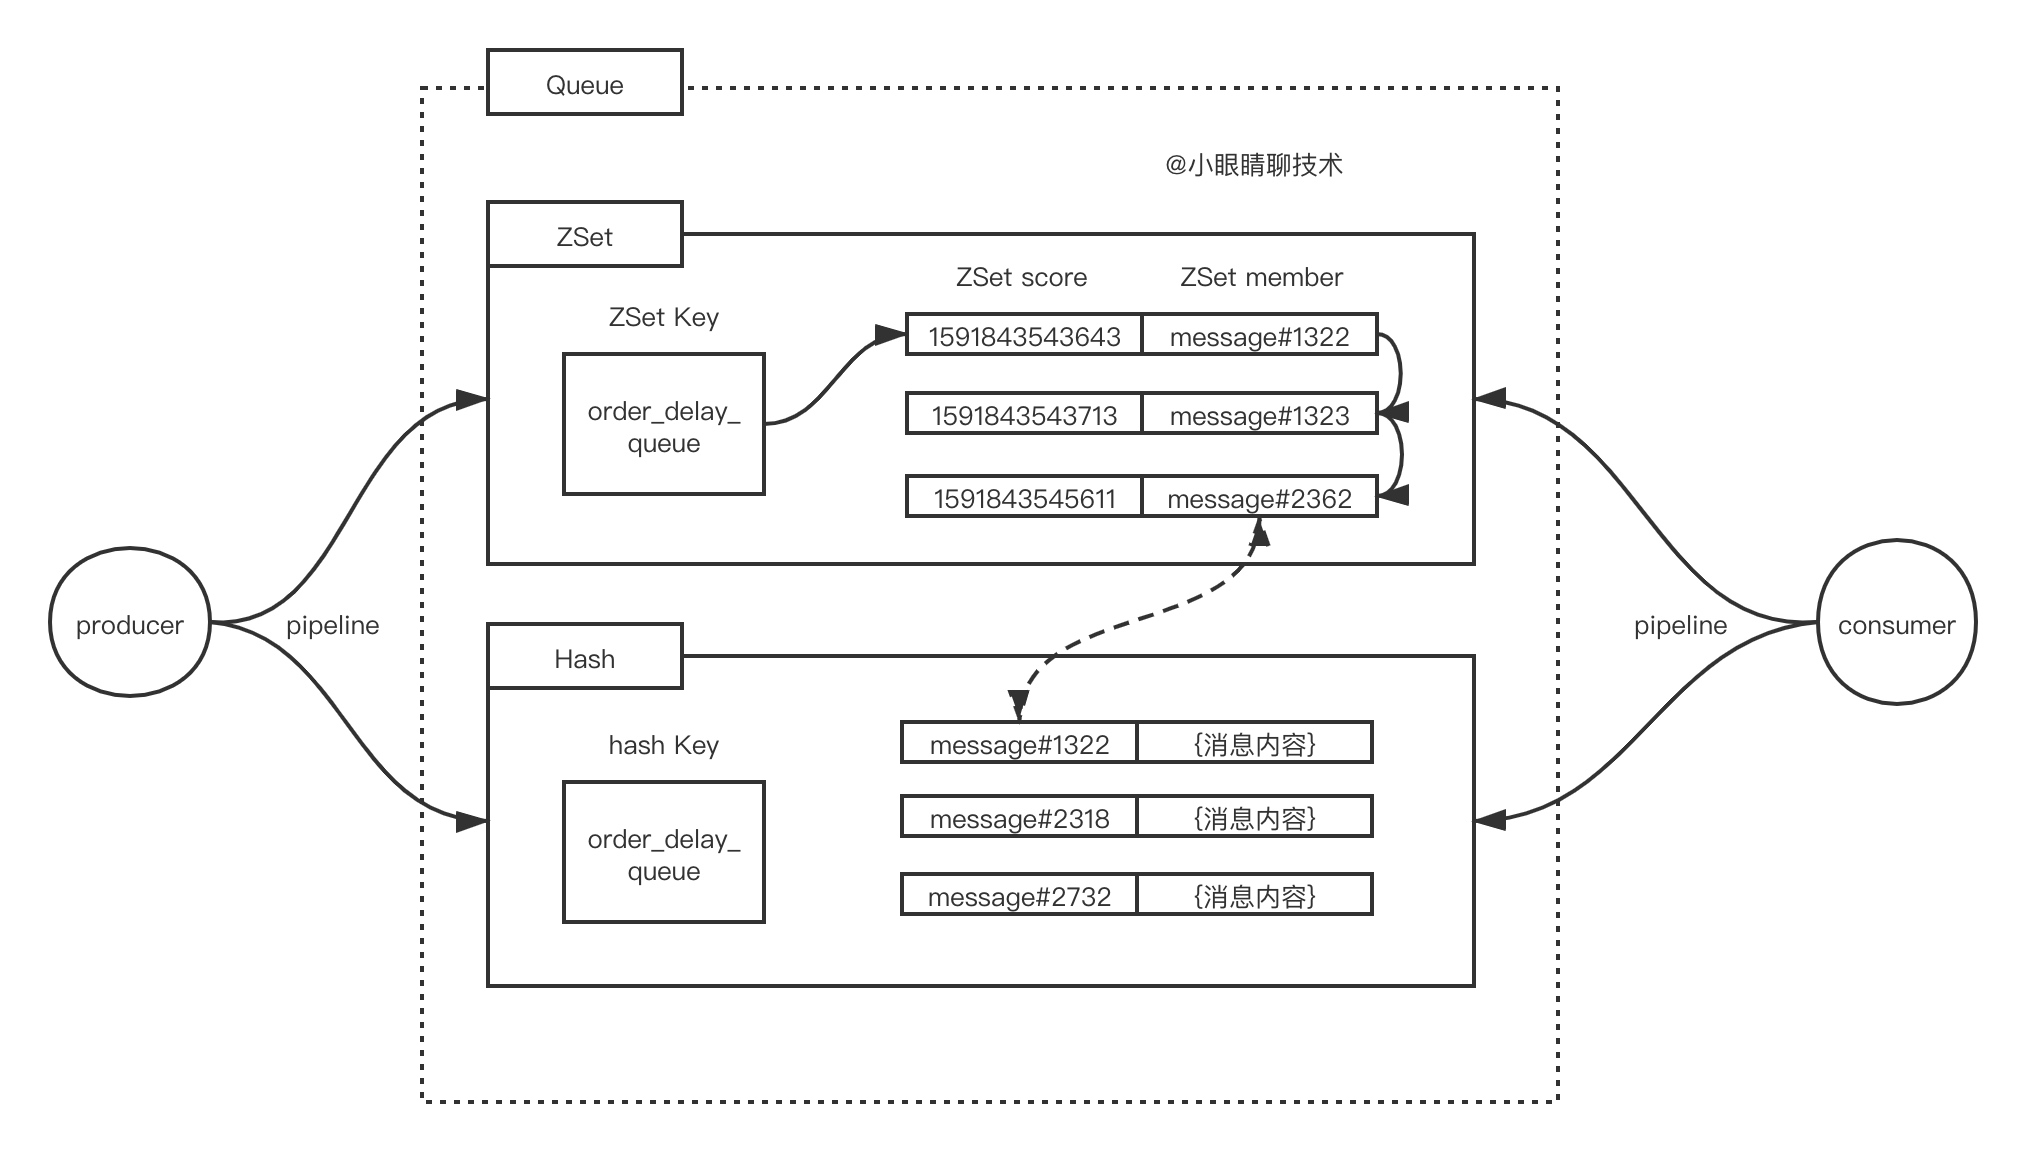 Queue
@小眼睛聊技术
ZSet
ZSet score
ZSet member
ZSet Key
1591843543643
message#1322
order_delay_
queue
1591843543713
message#1323
1591843545611
message#2362
producer
pipeline
pipeline
consumer
Hash
hash Key
message#1322
{消息内容}
order_delay_
queue
message#2318
{消息内容}
message#2732
{消息内容}